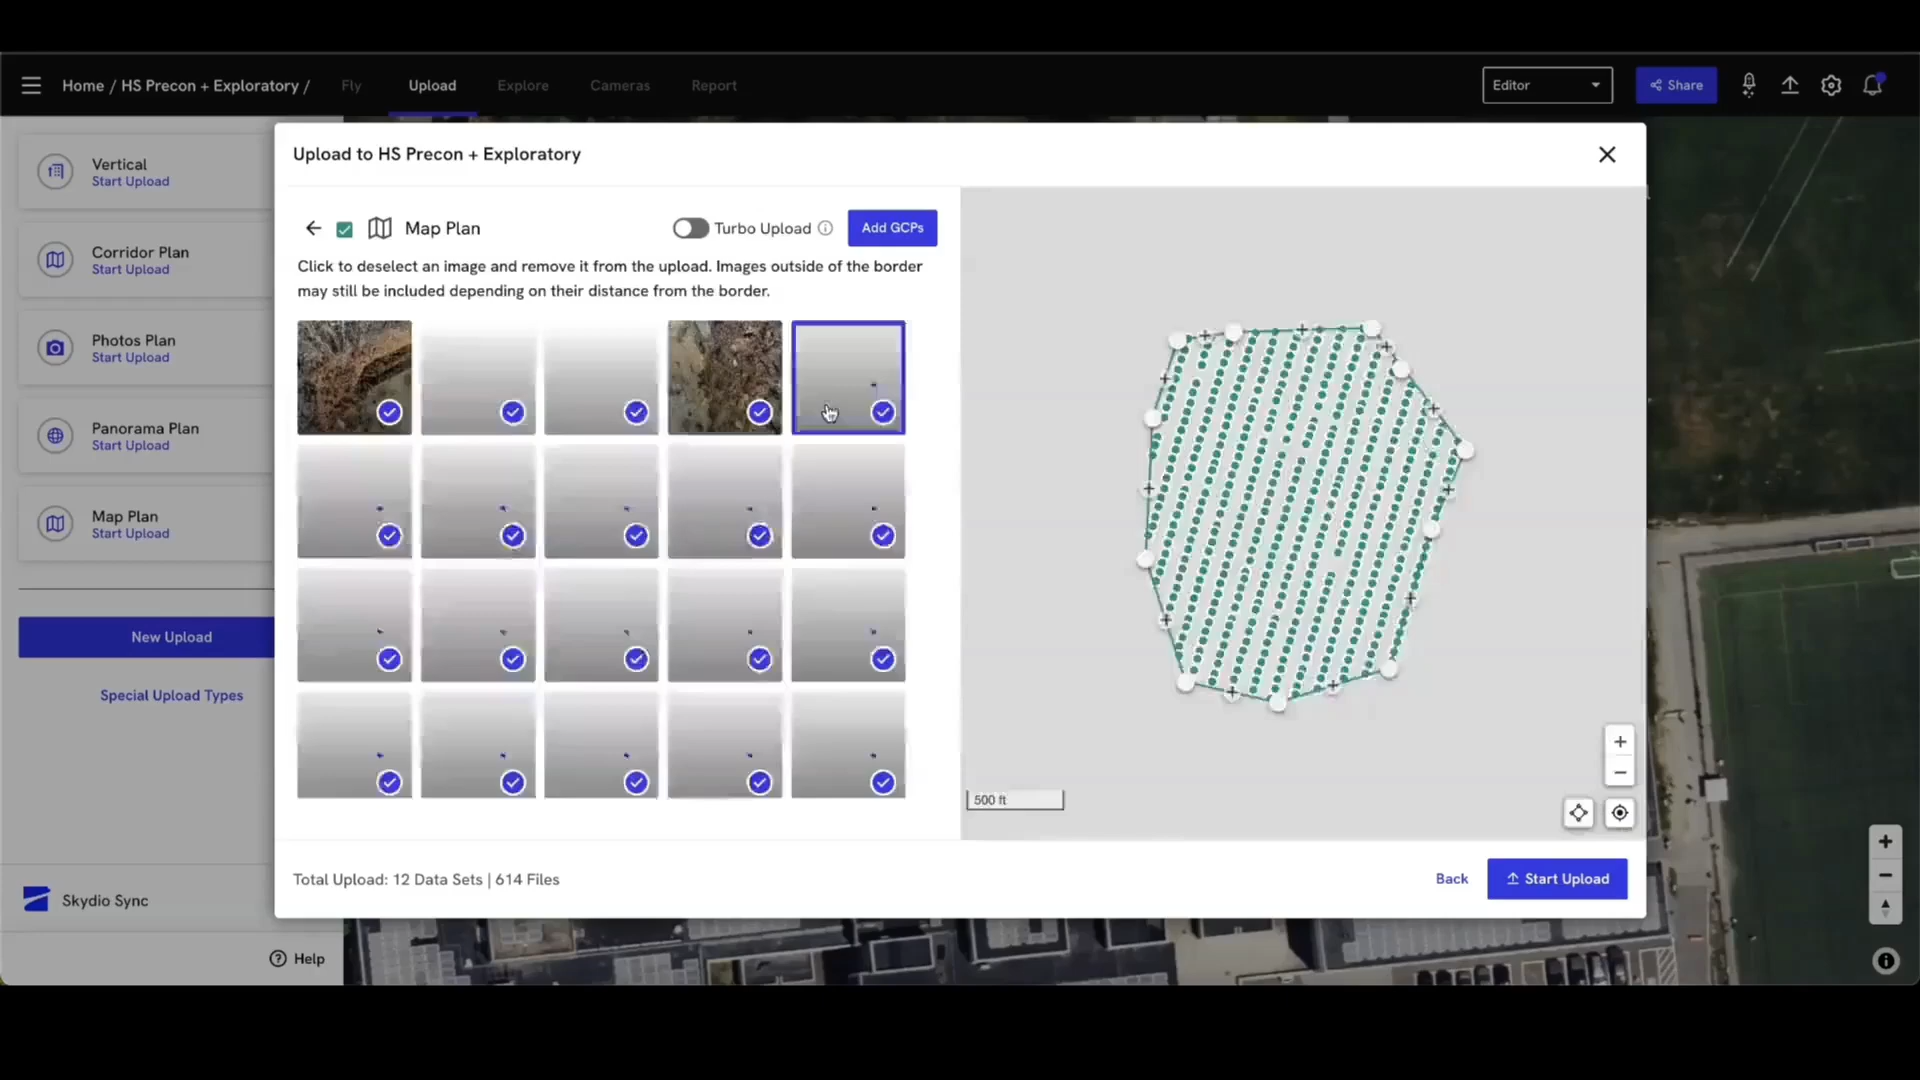 Home / HS Precon + Exploratory /
Fly
Upload
Explore
Cameras
Report
Editor
Share
Vertical
Start Upload
Corridor Plan
Start Upload
Photos Plan
Start Upload
Panorama Plan
Start Upload
Map Plan
Start Upload
New Upload
Special Upload Types
Skydio Sync
Help
Upload to HS Precon + Exploratory
Map Plan
Turbo Upload
Add GCPs
Click to deselect an image and remove it from the upload. Images outside of the border
may still be included depending on their distance from the border.
500 ft
Total Upload: 12 Data Sets | 614 Files
Back
Start Upload